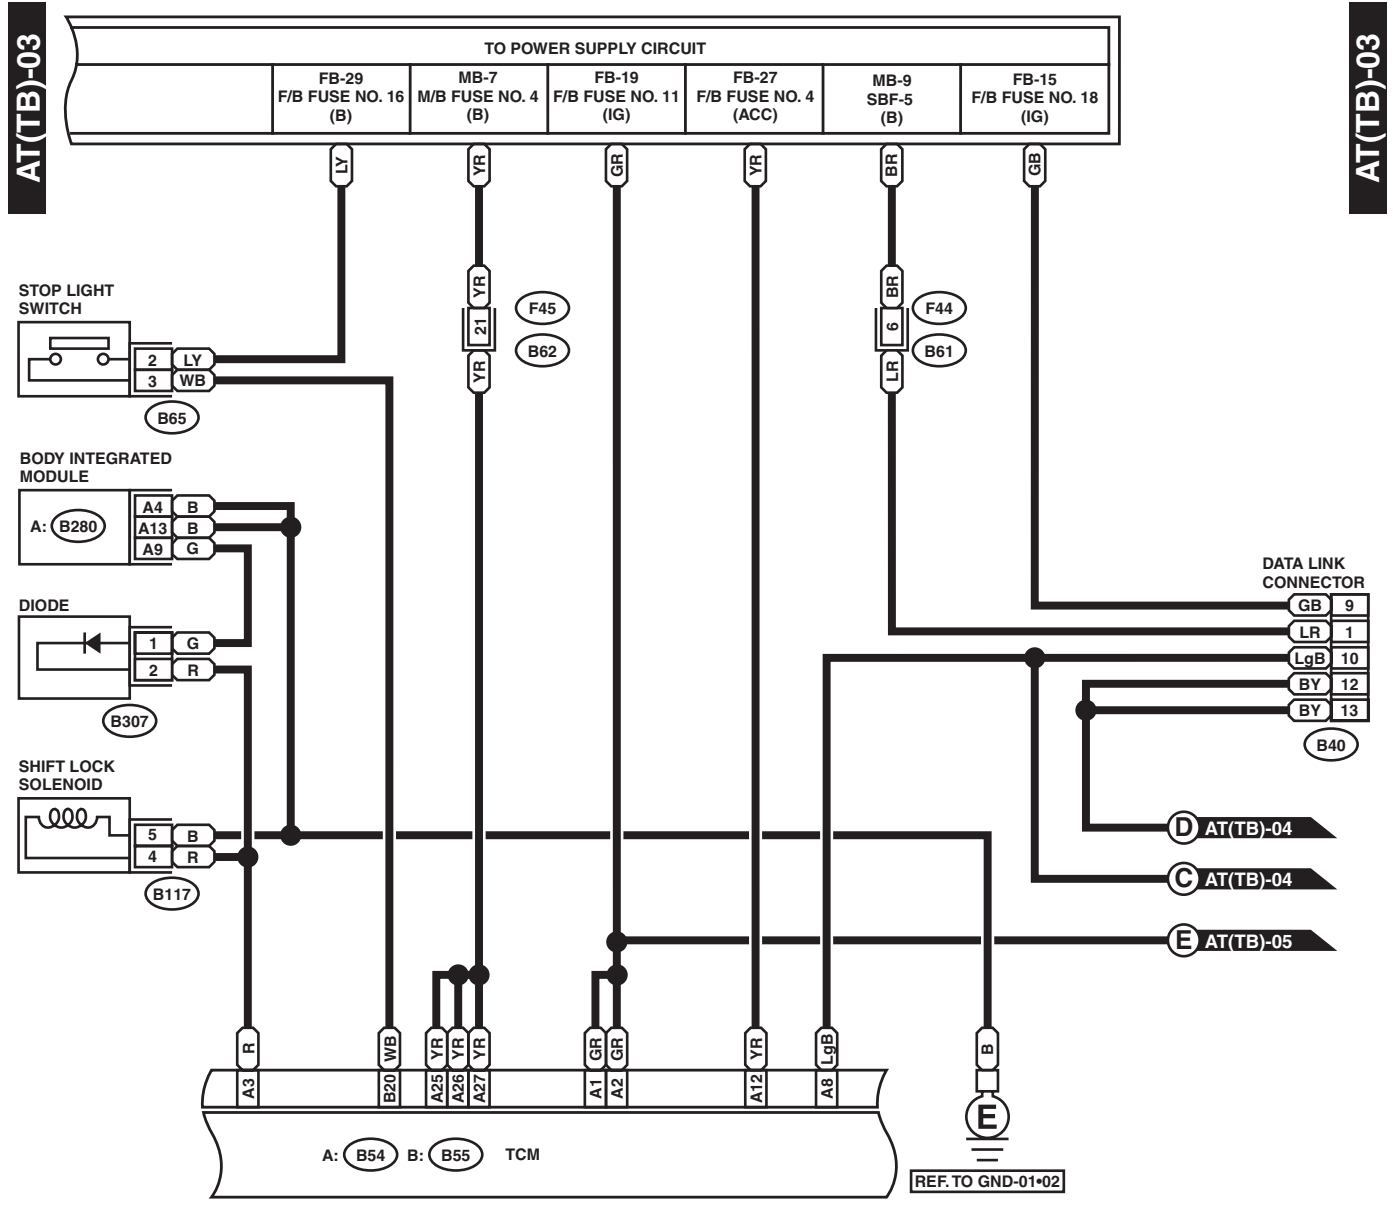 AT(TB)-03
AT(TB)-03
TO POWER SUPPLY CIRCUIT
FB-29
F/B FUSE NO. 16
(B)
MB-7
M/B FUSE NO. 4
(B)
FB-19
F/B FUSE NO. 11
(IG)
FB-27
F/B FUSE NO. 4
(ACC)
MB-9
SBF-5
(B)
FB-15
F/B FUSE NO. 18
(IG)
LY
YR
GR
YR
BR
GB
YR
21
YR
F45
B62
BR
6
LR
F44
B61
STOP LIGHT
SWITCH
2 LY
3 WB
B65
BODY INTEGRATED
MODULE
A: B280
A4 B
A13 B
A9 G
DIODE
1 G
2 R
B307
SHIFT LOCK
SOLENOID
5 B
4 R
B117
DATA LINK
CONNECTOR
GB 9
LR 1
LgB 10
BY 12
BY 13
B40
D AT(TB)-04
C AT(TB)-04
E AT(TB)-05
R
WB
YR
YR
YR
GR
GR
YR
LgB
B
A3
B20
A25
A26
A27
A1
A2
A12
A8
E
A: B54 B: B55 TCM
REF. TO GND-01•02